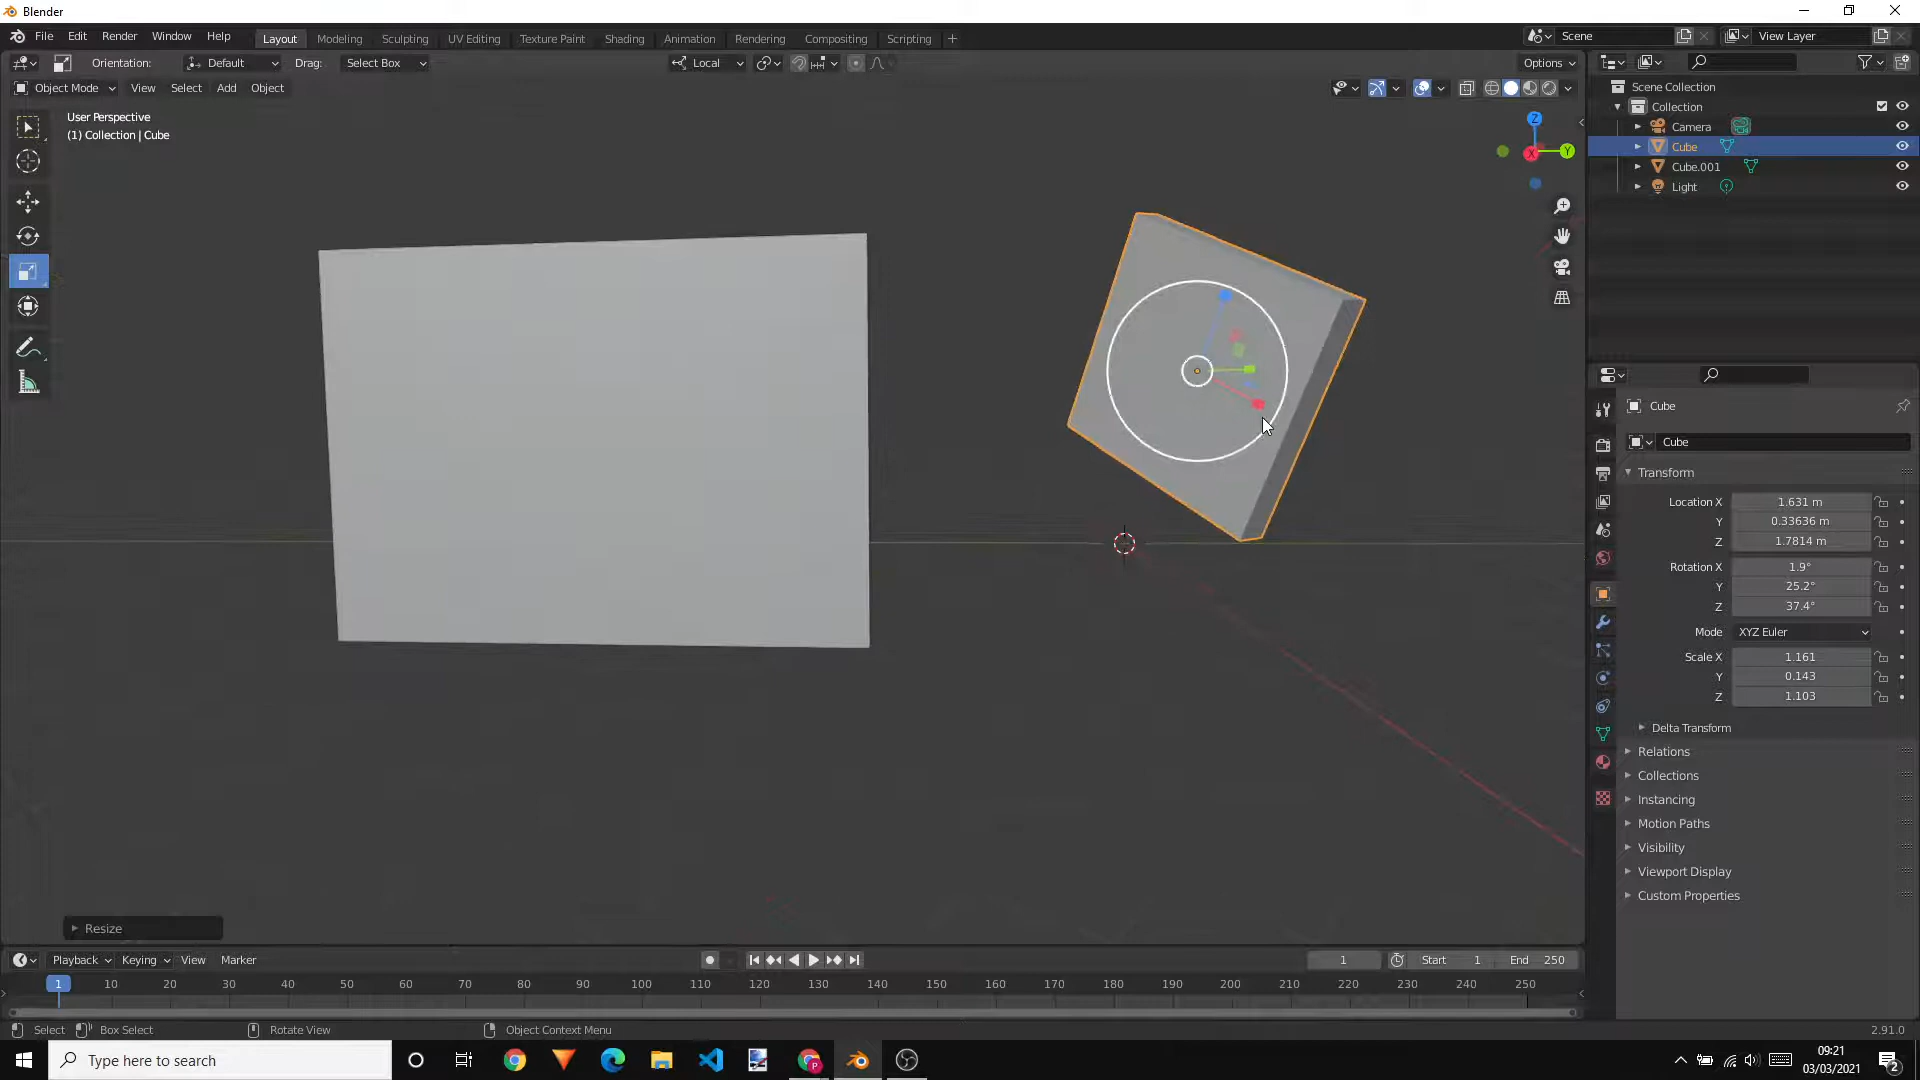 Blender
File Edit Render Window Help
Layout Modeling Sculpting UV Editing Texture Paint Shading Animation Rendering Compositing Scripting
Scene
View Layer
Orientation: Default Drag: Select Box
Local
Options
Object Mode View Select Add Object
User Perspective
(1) Collection | Cube
Z
X
Y
Scene Collection
Collection
Camera
Cube
Cube.001
Light
Cube
Cube
Transform
Location X 1.631 m
Y 0.33636 m
Z 1.7814 m
Rotation X 1.9°
Y 25.2°
Z 37.4°
Mode XYZ Euler
Scale X 1.161
Y 0.143
Z 1.103
Delta Transform
Relations
Collections
Instancing
Motion Paths
Visibility
Viewport Display
Custom Properties
Resize
Playback Keying View Marker
1 Start 1 End 250
1 10 20 30 40 50 60 70 80 90 100 110 120 130 140 150 160 170 180 190 200 210 220 230 240 250
Select Box Select Rotate View Object Context Menu 2.91.0
Type here to search
P
09:21
03/03/2021
2